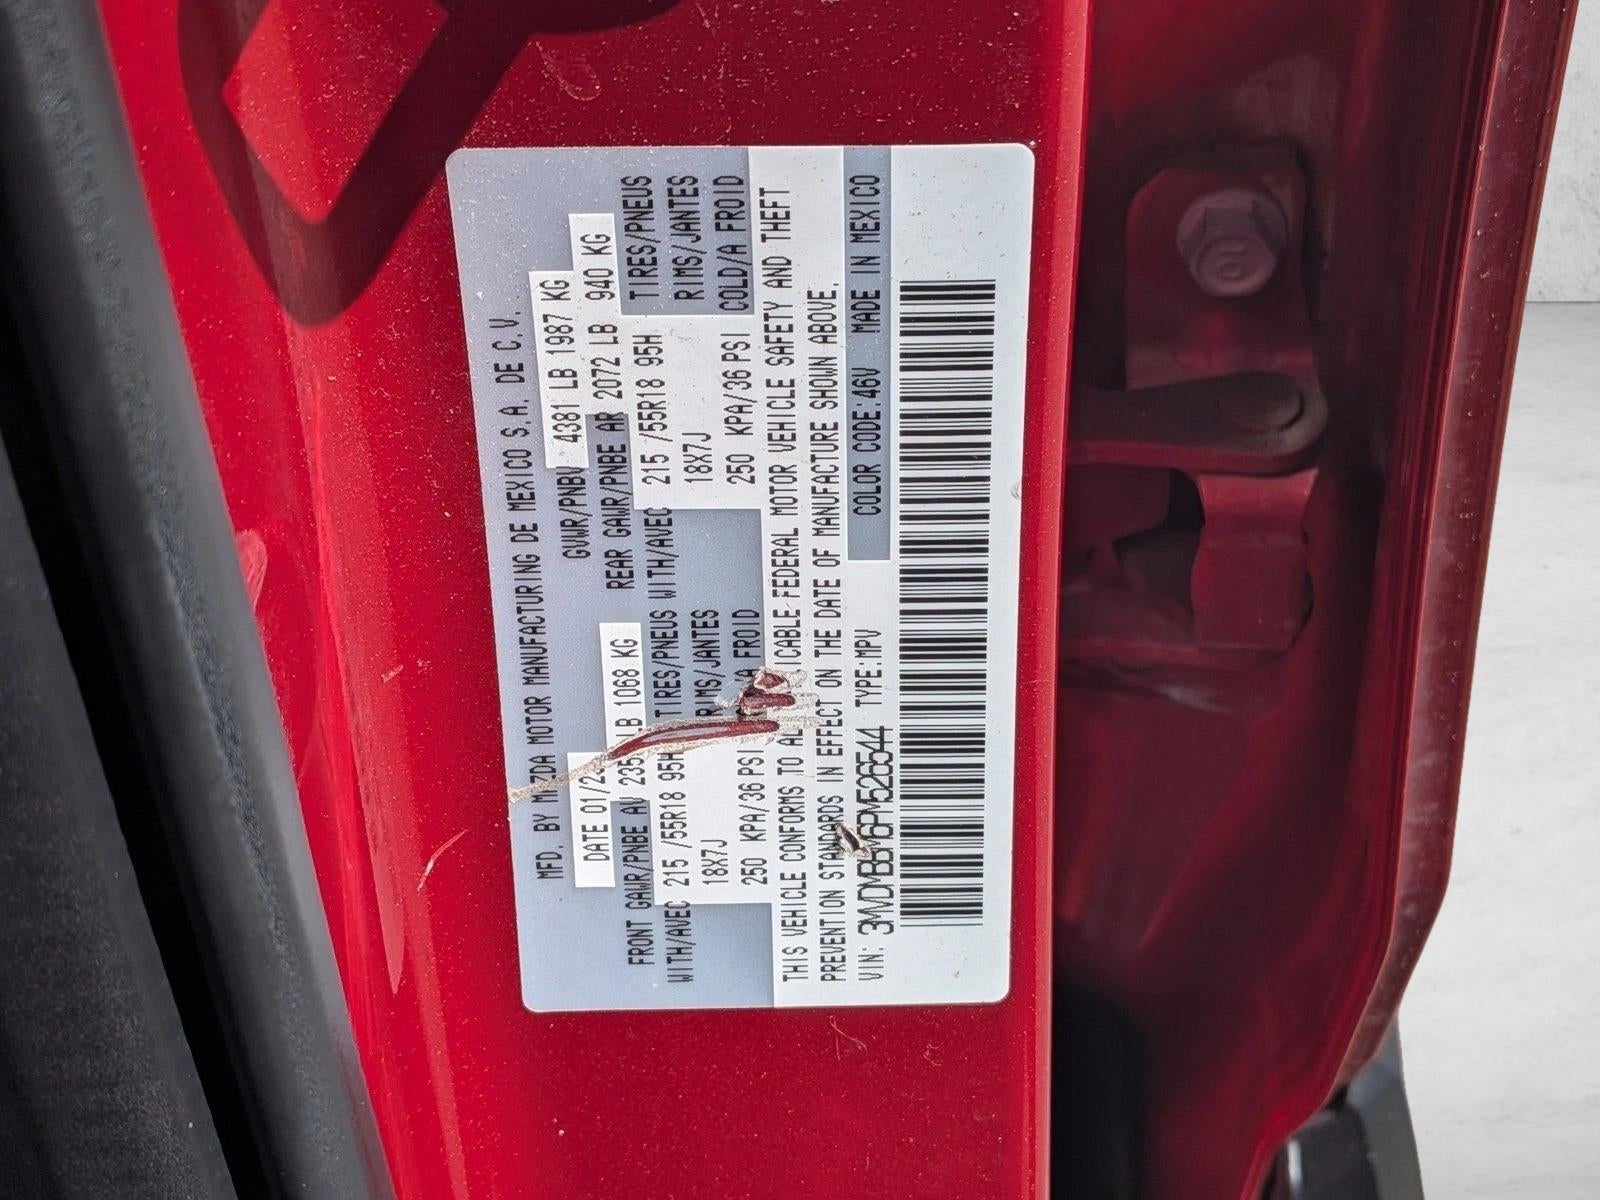 MFD. BY MAZDA MOTOR MANUFACTURING DE MEXICO S.A. DE C.V.
DATE 01/2 GVWR/PNBV 4381 LB 1987 KG
FRONT GAWR/PNBE AV 235 LB 1068 KG REAR GAWR/PNBE AR 2072 LB 940 KG
WITH/AVEC 215 /55R18 95H TIRES/PNEUS WITH/AVEC 215 /55R18 95H TIRES/PNEUS
18X7J RIMS/JANTES 18X7J RIMS/JANTES
250 KPA/36 PSI A FROID 250 KPA/36 PSI COLD/A FROID
THIS VEHICLE CONFORMS TO ICABLE FEDERAL MOTOR VEHICLE SAFETY AND THEFT
PREVENTION STANDARDS IN EFFECT ON THE DATE OF MANUFACTURE SHOWN ABOVE.
VIN: 3MVDMBBM6PM526544 TYPE:MPV COLOR CODE:46V MADE IN MEXICO